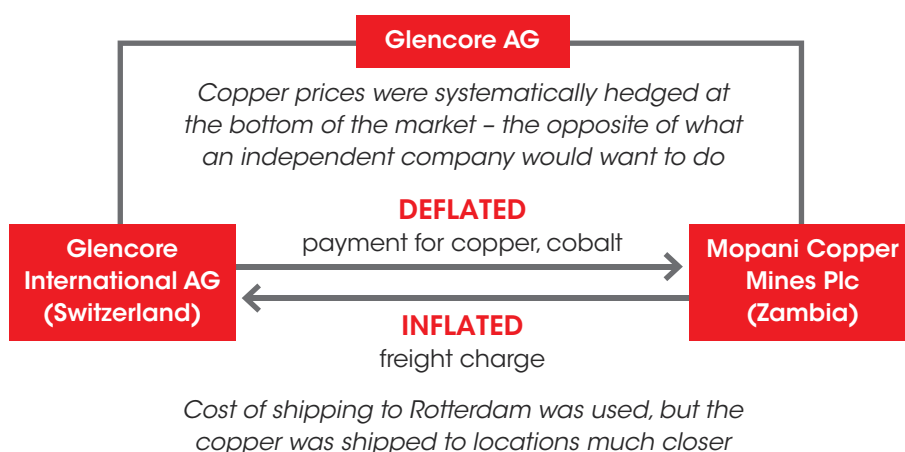 Glencore AG
Copper prices were systematically hedged at
the bottom of the market – the opposite of what
an independent company would want to do
DEFLATED
payment for copper, cobalt
Glencore
International AG
(Switzerland)
Mopani Copper
Mines Plc
(Zambia)
INFLATED
freight charge
Cost of shipping to Rotterdam was used, but the
copper was shipped to locations much closer